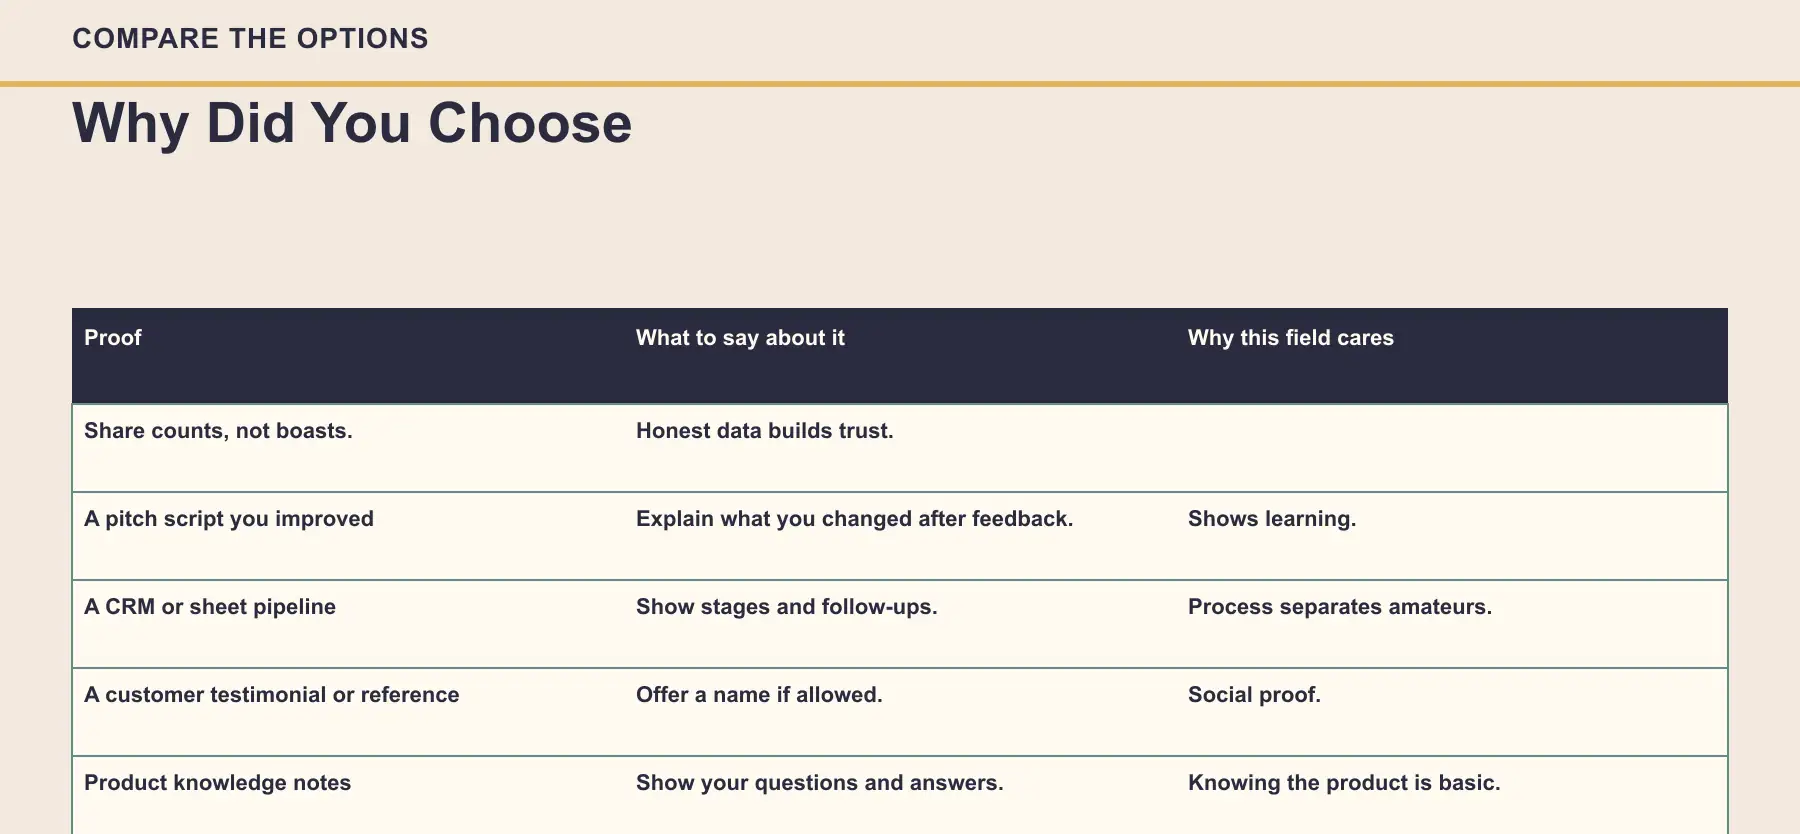 COMPARE THE OPTIONS
Why Did You Choose
Proof What to say about it Why this field cares
Share counts, not boasts. Honest data builds trust.
A pitch script you improved Explain what you changed after feedback. Shows learning.
A CRM or sheet pipeline Show stages and follow-ups. Process separates amateurs.
A customer testimonial or reference Offer a name if allowed. Social proof.
Product knowledge notes Show your questions and answers. Knowing the product is basic.